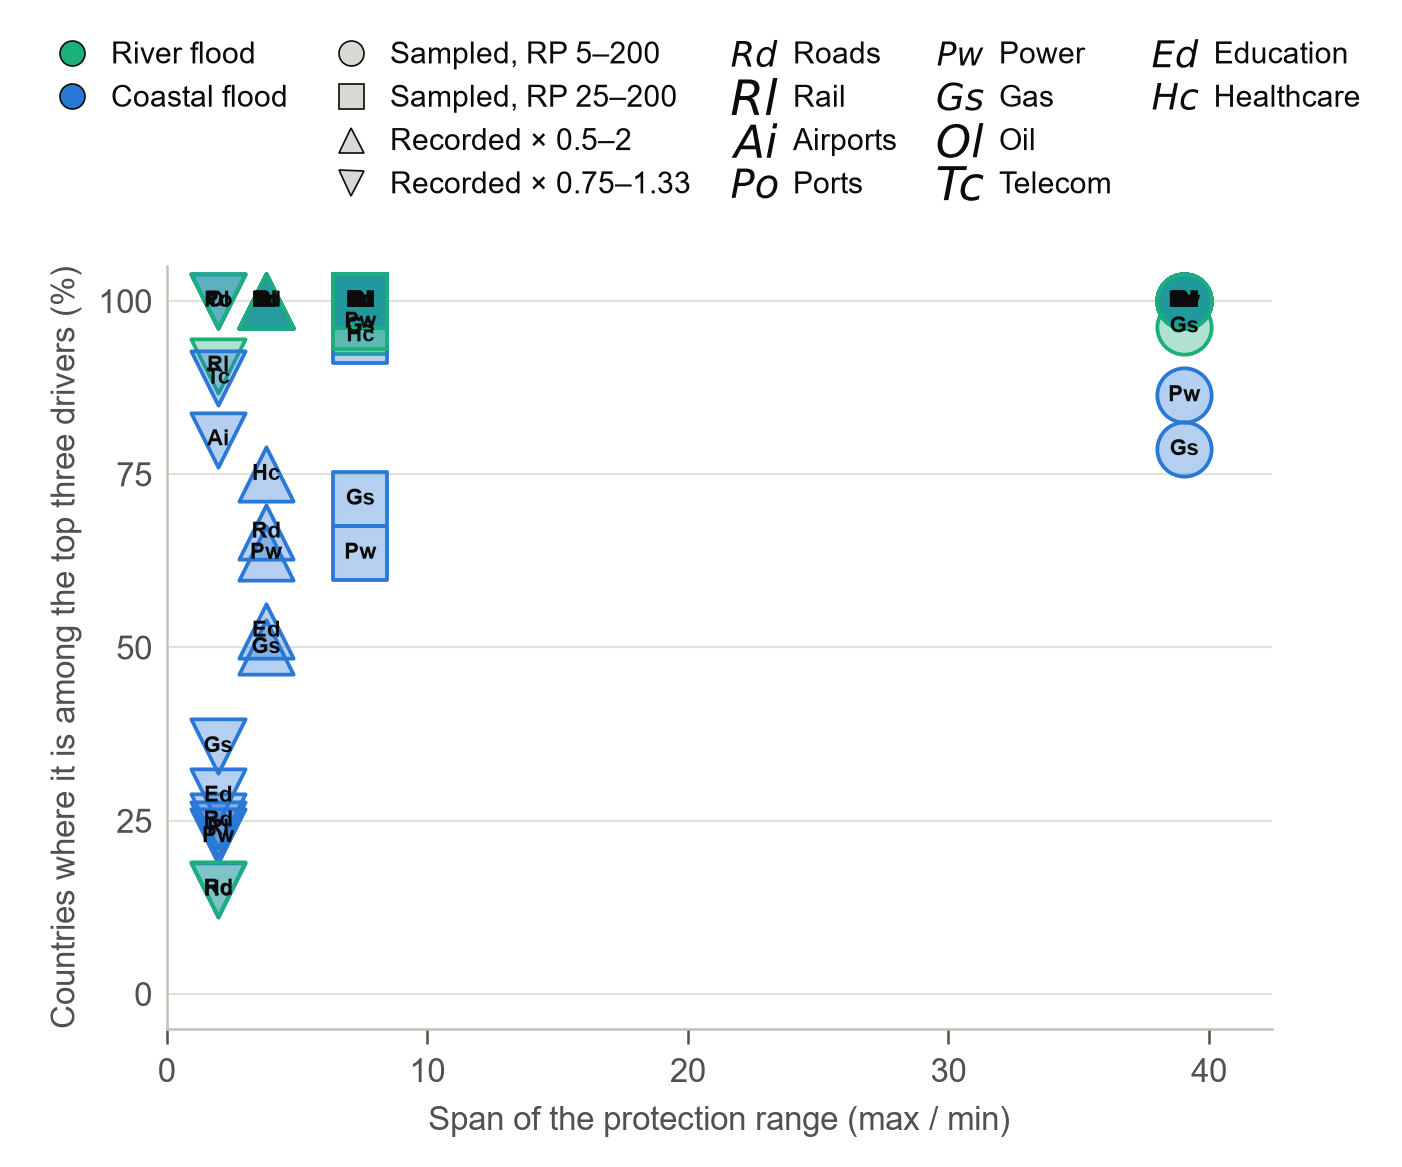 River flood
Coastal flood
Sampled, RP 5–200
Sampled, RP 25–200
Recorded × 0.5–2
Recorded × 0.75–1.33
Rd Roads
Rl Rail
Ai Airports
Po Ports
Pw Power
Gs Gas
Ol Oil
Tc Telecom
Ed Education
Hc Healthcare
Countries where it is among the top three drivers (%)
100
75
50
25
0
Po
Rl
Tc
Ai
Gs
Ed
Rd
Pw
Rd
Hc
Rd
Pw
Ed
Gs
Pw
Gs
Hc
Gs
Pw
Gs
Pw
Gs
0
10
20
30
40
Span of the protection range (max / min)